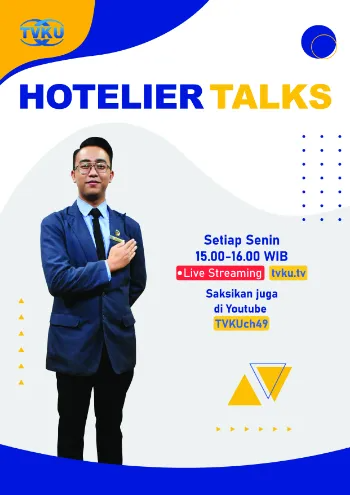 TVKU
HOTELIER TALKS
Setiap Senin
15.00-16.00 WIB
•Live Streaming tvku.tv
Saksikan juga
di Youtube
TVKUch49